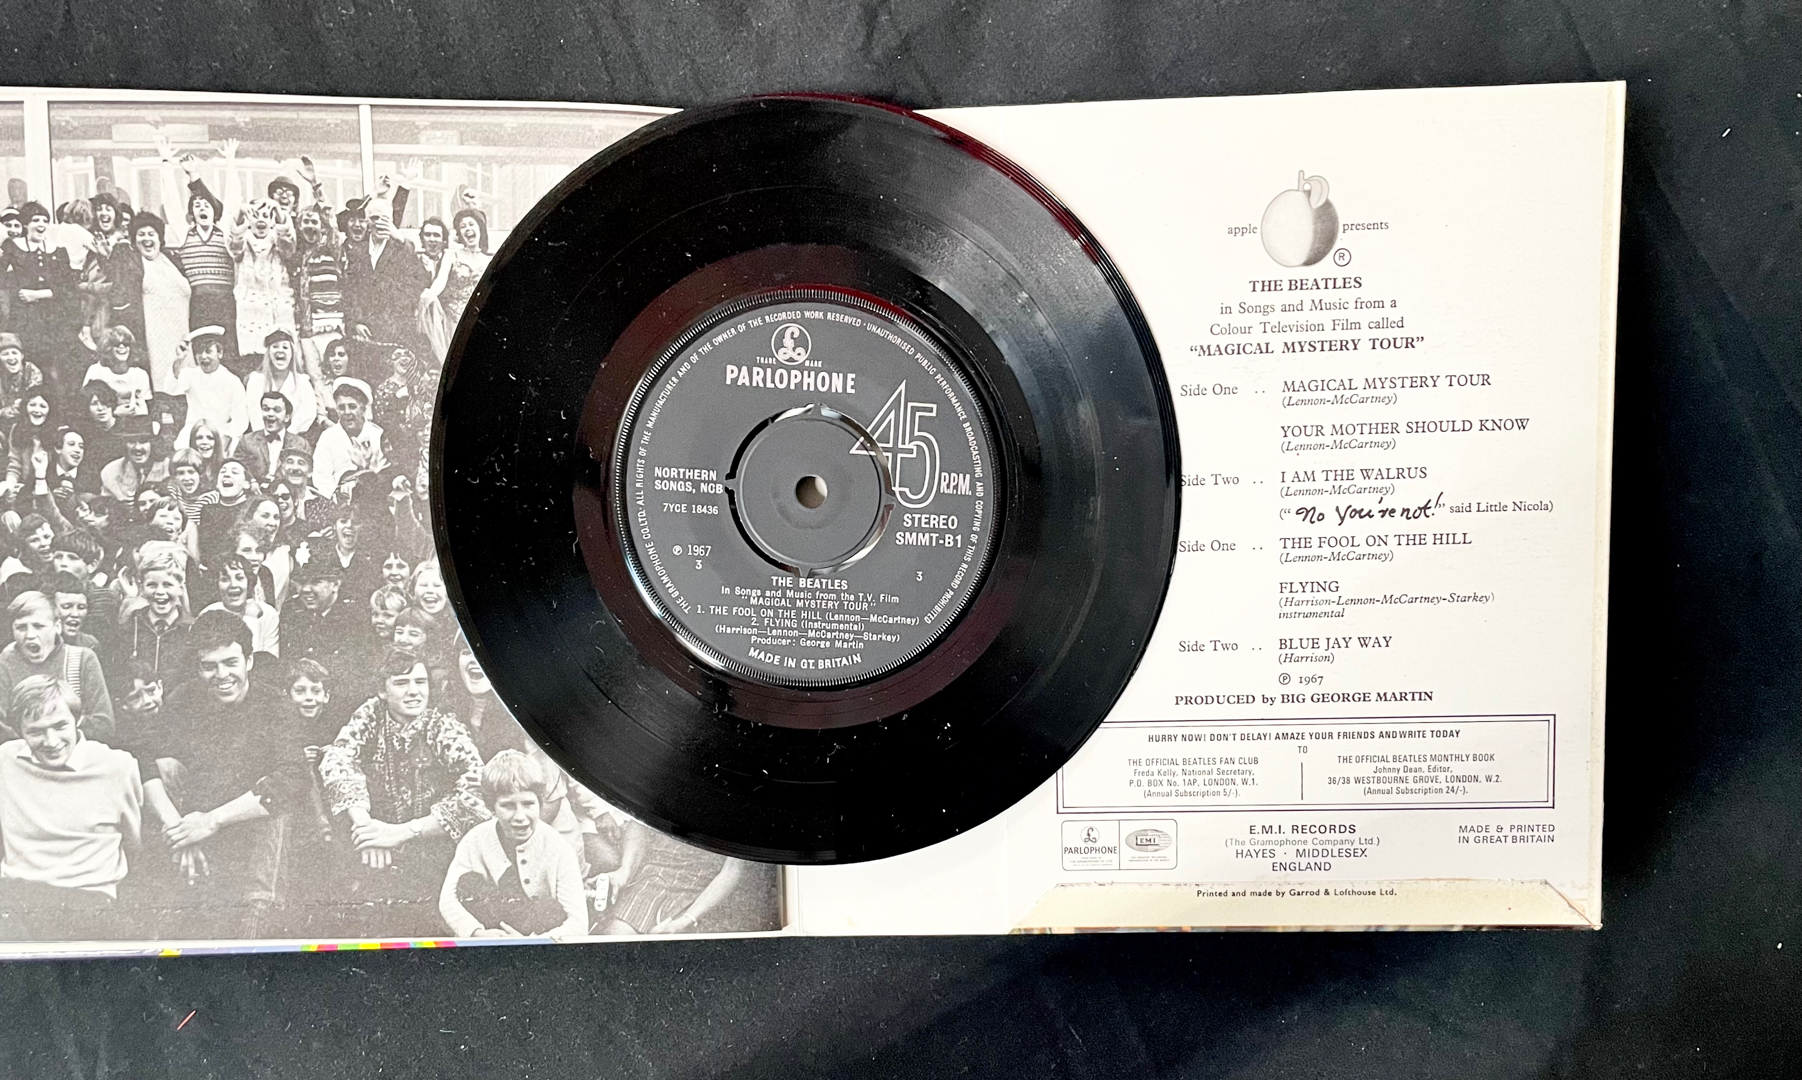 THE GRAMOPHONE CO. LTD. · ALL RIGHTS OF THE MANUFACTURER AND OF THE OWNER OF THE RECORDED WORK RESERVED · UNAUTHORISED PUBLIC PERFORMANCE BROADCASTING AND COPYING OF THIS RECORD PROHIBITED
£
TRADE MARK
PARLOPHONE
45
R.P.M.
NORTHERN
SONGS, NCB
7YCE 18436
STEREO
SMMT-B1
℗ 1967
3
3
THE BEATLES
in Songs and Music from the T.V. Film
"MAGICAL MYSTERY TOUR"
1. THE FOOL ON THE HILL (Lennon—McCartney)
2. FLYING (Instrumental)
(Harrison—Lennon—McCartney—Starkey)
Producer: George Martin
MADE IN GT. BRITAIN
apple presents
®
THE BEATLES
in Songs and Music from a
Colour Television Film called
“MAGICAL MYSTERY TOUR”
Side One .. MAGICAL MYSTERY TOUR
(Lennon-McCartney)
YOUR MOTHER SHOULD KNOW
(Lennon-McCartney)
Side Two .. I AM THE WALRUS
(Lennon-McCartney)
(“No You're not!” said Little Nicola)
Side One .. THE FOOL ON THE HILL
(Lennon-McCartney)
FLYING
(Harrison-Lennon-McCartney-Starkey)
instrumental
Side Two .. BLUE JAY WAY
(Harrison)
℗ 1967
PRODUCED by BIG GEORGE MARTIN
HURRY NOW! DON'T DELAY! AMAZE YOUR FRIENDS AND WRITE TODAY
TO
THE OFFICIAL BEATLES FAN CLUB
Freda Kelly, National Secretary,
P.O. BOX No. 1AP, LONDON, W.1.
(Annual Subscription 5/-).
THE OFFICIAL BEATLES MONTHLY BOOK
Johnny Dean, Editor,
36/38 WESTBOURNE GROVE, LONDON, W.2.
(Annual Subscription 24/-).
PARLOPHONE
EMI
E.M.I. RECORDS
(The Gramophone Company Ltd.)
HAYES · MIDDLESEX
ENGLAND
MADE & PRINTED
IN GREAT BRITAIN
Printed and made by Garrod & Lofthouse Ltd.